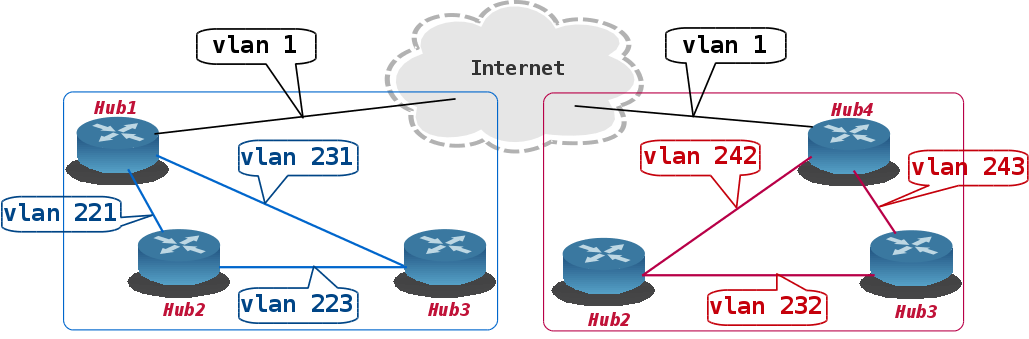 vlan 1
vlan 1
Internet
Hub1
Hub4
vlan 231
vlan 242
vlan 243
vlan 221
vlan 223
Hub2
Hub3
vlan 232
Hub2
Hub3